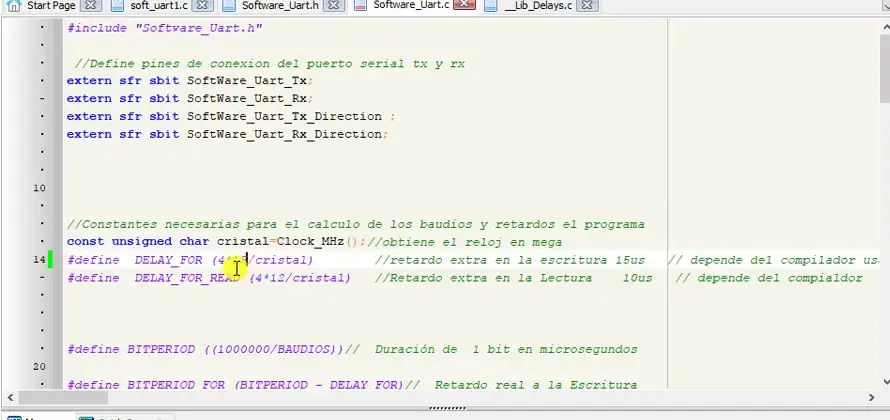 Start Page soft_uart1.c Software_Uart.h Software_Uart.c __Lib_Delays.c
#include "Software_Uart.h"
//Define pines de conexion del puerto serial tx y rx
extern sfr sbit SoftWare_Uart_Tx;
extern sfr sbit SoftWare_Uart_Rx;
extern sfr sbit SoftWare_Uart_Tx_Direction ;
extern sfr sbit SoftWare_Uart_Rx_Direction;
10
//Constantes necesarias para el calculo de los baudios y retardos el programa
const unsigned char cristal=Clock_MHz();//obtiene el reloj en mega
14 #define DELAY_FOR /cristal) //retardo extra en la escritura 15us // depende del compilador us
#define DELAY_FOR_READ (4*12/cristal) //Retardo extra en la Lectura 10us // depende del compialdor
#define BITPERIOD ((1000000/BAUDIOS))// Duración de 1 bit en microsegundos
20
#define BITPERIOD_FOR (BITPERIOD - DELAY_FOR)// Retardo real a la Escritura